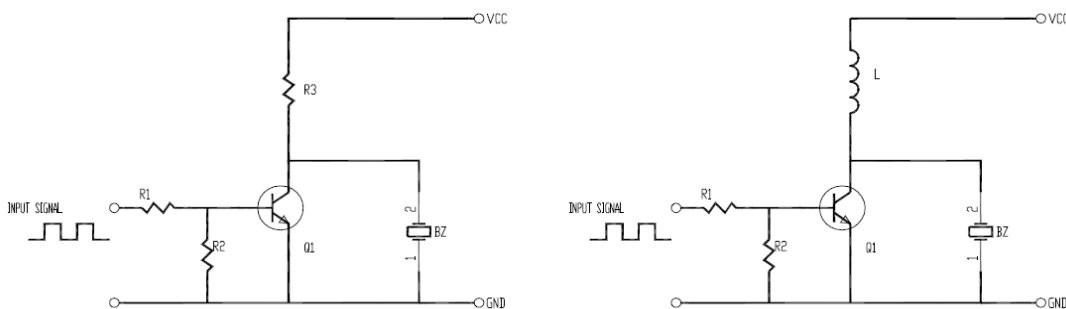 VCC
R3
R1
INPUT SIGNAL
R2
Q1
2
BZ
1
GND
VCC
L
R1
INPUT SIGNAL
R2
Q1
2
BZ
1
GND